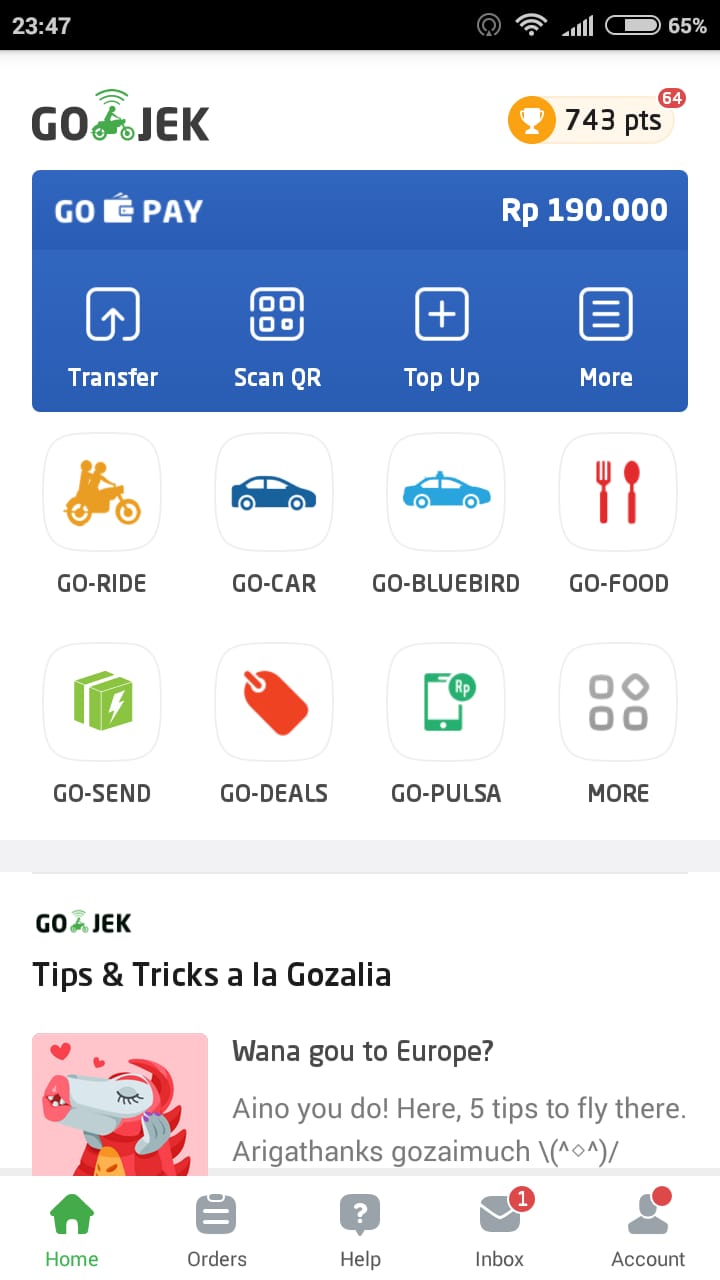 23:47
65%
GO JEK
64
743 pts
GO PAY
Rp 190.000
Transfer Scan QR Top Up More
GO-RIDE GO-CAR GO-BLUEBIRD GO-FOOD
Rp
GO-SEND GO-DEALS GO-PULSA MORE
GO JEK
Tips & Tricks a la Gozalia
Wana gou to Europe?
Aino you do! Here, 5 tips to fly there.
Arigathanks gozaimuch \(^◇^)/
?
1
Home Orders Help Inbox Account